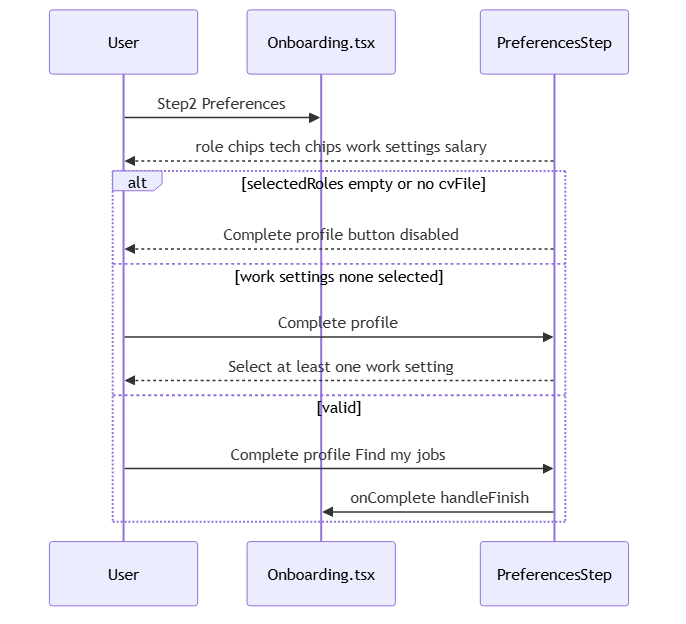 User Onboarding.tsx PreferencesStep
Step2 Preferences
role chips tech chips work settings salary
alt [selectedRoles empty or no cvFile]
Complete profile button disabled
[work settings none selected]
Complete profile
Select at least one work setting
[valid]
Complete profile Find my jobs
onComplete handleFinish
User Onboarding.tsx PreferencesStep